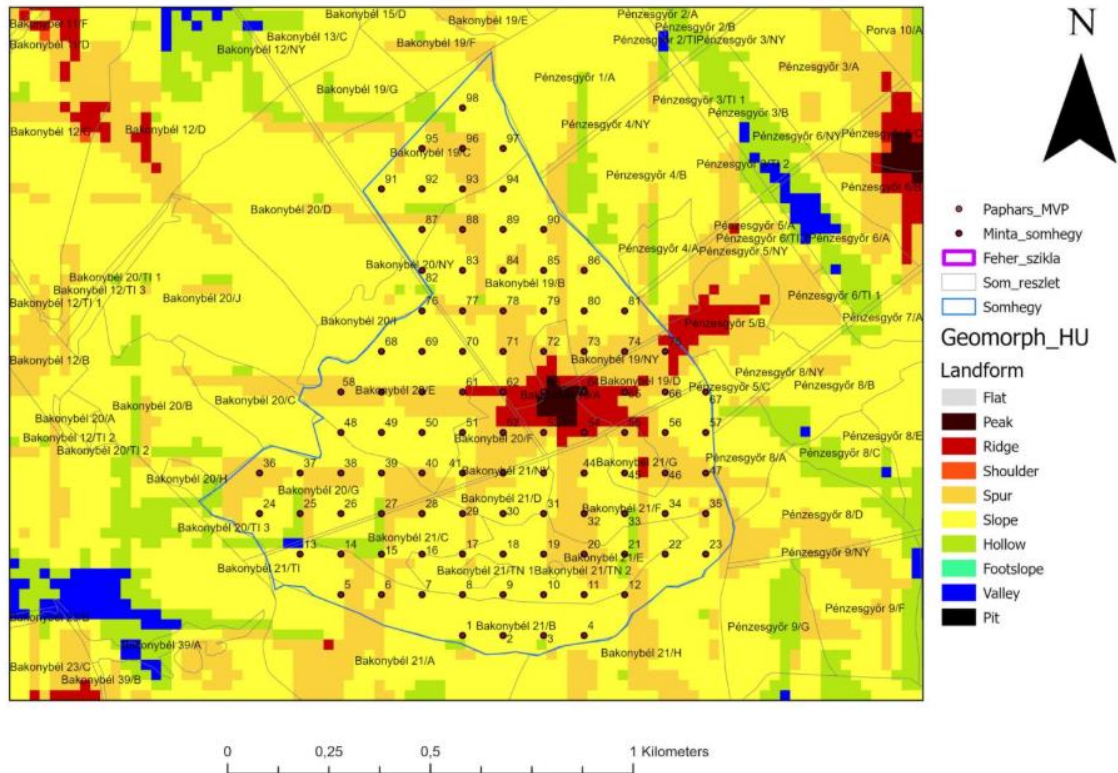 Bakonybél 15/D
Bakonybél 19/E
Pénzesgyőr 2/A
Pénzesgyőr 2/B
Bakonybél 13/C
Pénzesgyőr 2/TI
Pénzesgyőr 3/NY
Porva 10/A
Bakonybél 12/NY
Bakonybél 19/F
Pénzesgyőr 3/A
Pénzesgyőr 1/A
Bakonybél 19/G
98
Pénzesgyőr 3/TI 1
Pénzesgyőr 3/B
Bakonybél 12/D
Pénzesgyőr 4/NY
Pénzesgyőr 6/NY
95 96 97
Bakonybél 19/C
Pénzesgyőr 4/B
91 92 93 94
Bakonybél 20/D
87 88 89 90
Pénzesgyőr 5/A
Pénzesgyőr 6/A
Pénzesgyőr 4/A
Pénzesgyőr 5/NY
Bakonybél 20/NY
82 83 84 85 86
Bakonybél 20/TI 1
Bakonybél 19/B
Bakonybél 12/TI 3
Bakonybél 20/J
Pénzesgyőr 6/TI 1
Bakonybél 12/TI 1
76 77 78 79 80 81
Bakonybél 20/I
Pénzesgyőr 5/B
Pénzesgyőr 7/A
68 69 70 71 72 73 74
Bakonybél 12/B
Bakonybél 19/NY
Pénzesgyőr 8/NY
58 61 62
Bakonybél 20/E
Bakonybél 19/D
Pénzesgyőr 5/C
Pénzesgyőr 8/B
Bakonybél 20/C
Bakonybél 20/B
66 67
Bakonybél 20/A
48 49 50 51 56 57
Bakonybél 12/TI 2
Bakonybél 20/F
Pénzesgyőr 8/E
Bakonybél 20/TI 2
Pénzesgyőr 8/C
36 37 38 39 40 41 44 45 46 47
Bakonybél 21/NY
Bakonybél 21/G
Pénzesgyőr 8/A
Bakonybél 20/H
Bakonybél 20/G
24 25 26 27 28 29 30 31 32 33 34 35
Bakonybél 21/D
Bakonybél 21/F
Pénzesgyőr 8/D
Bakonybél 20/TI 3
13 14 15 16 17 18 19 20 21 22 23
Bakonybél 21/C
Bakonybél 21/E
Pénzesgyőr 9/NY
Bakonybél 21/TI
Bakonybél 21/TN 1
Bakonybél 21/TN 2
5 6 7 8 9 10 11 12
Pénzesgyőr 9/F
1 2 3 4
Bakonybél 21/B
Pénzesgyőr 9/G
Bakonybél 39/A
Bakonybél 21/A
Bakonybél 21/H
Bakonybél 23/C
Bakonybél 39/B
N
Paphars_MVP
Minta_somhegy
Feher_szikla
Som_reszlet
Somhegy
Geomorph_HU
Landform
Flat
Peak
Ridge
Shoulder
Spur
Slope
Hollow
Footslope
Valley
Pit
0 0,25 0,5 1 Kilometers